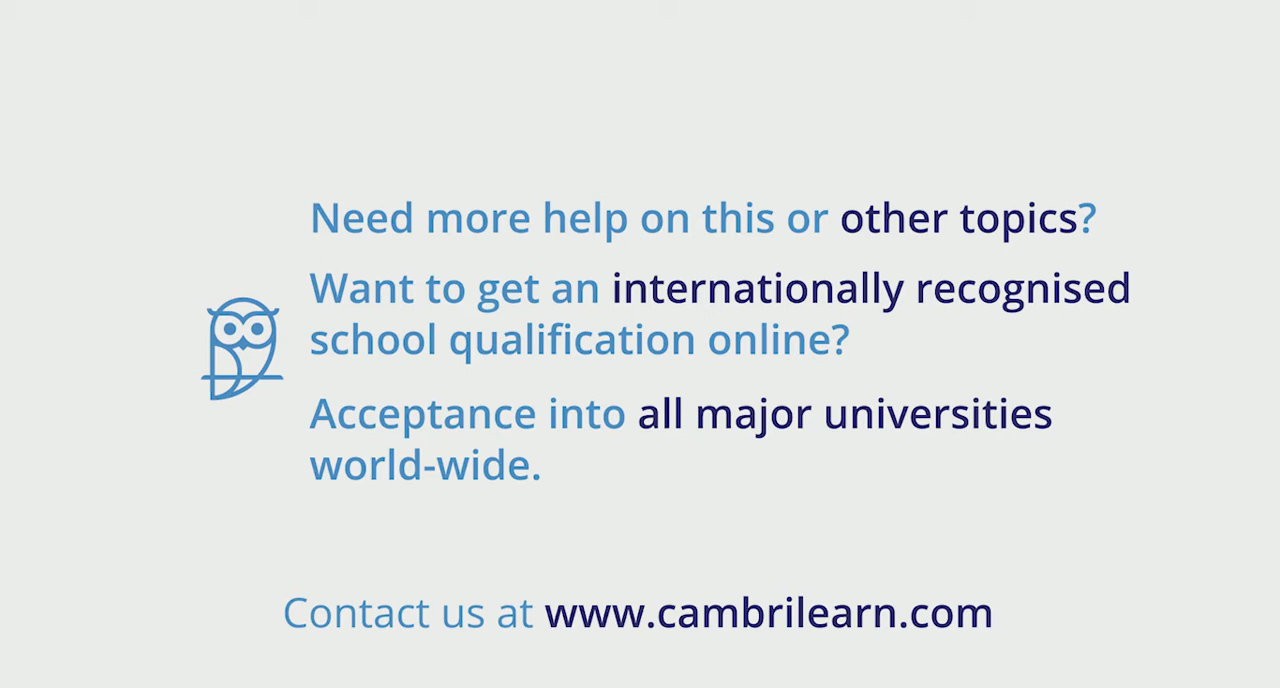 Need more help on this or other topics?
Want to get an internationally recognised
school qualification online?
Acceptance into all major universities
world-wide.
Contact us at www.cambrilearn.com